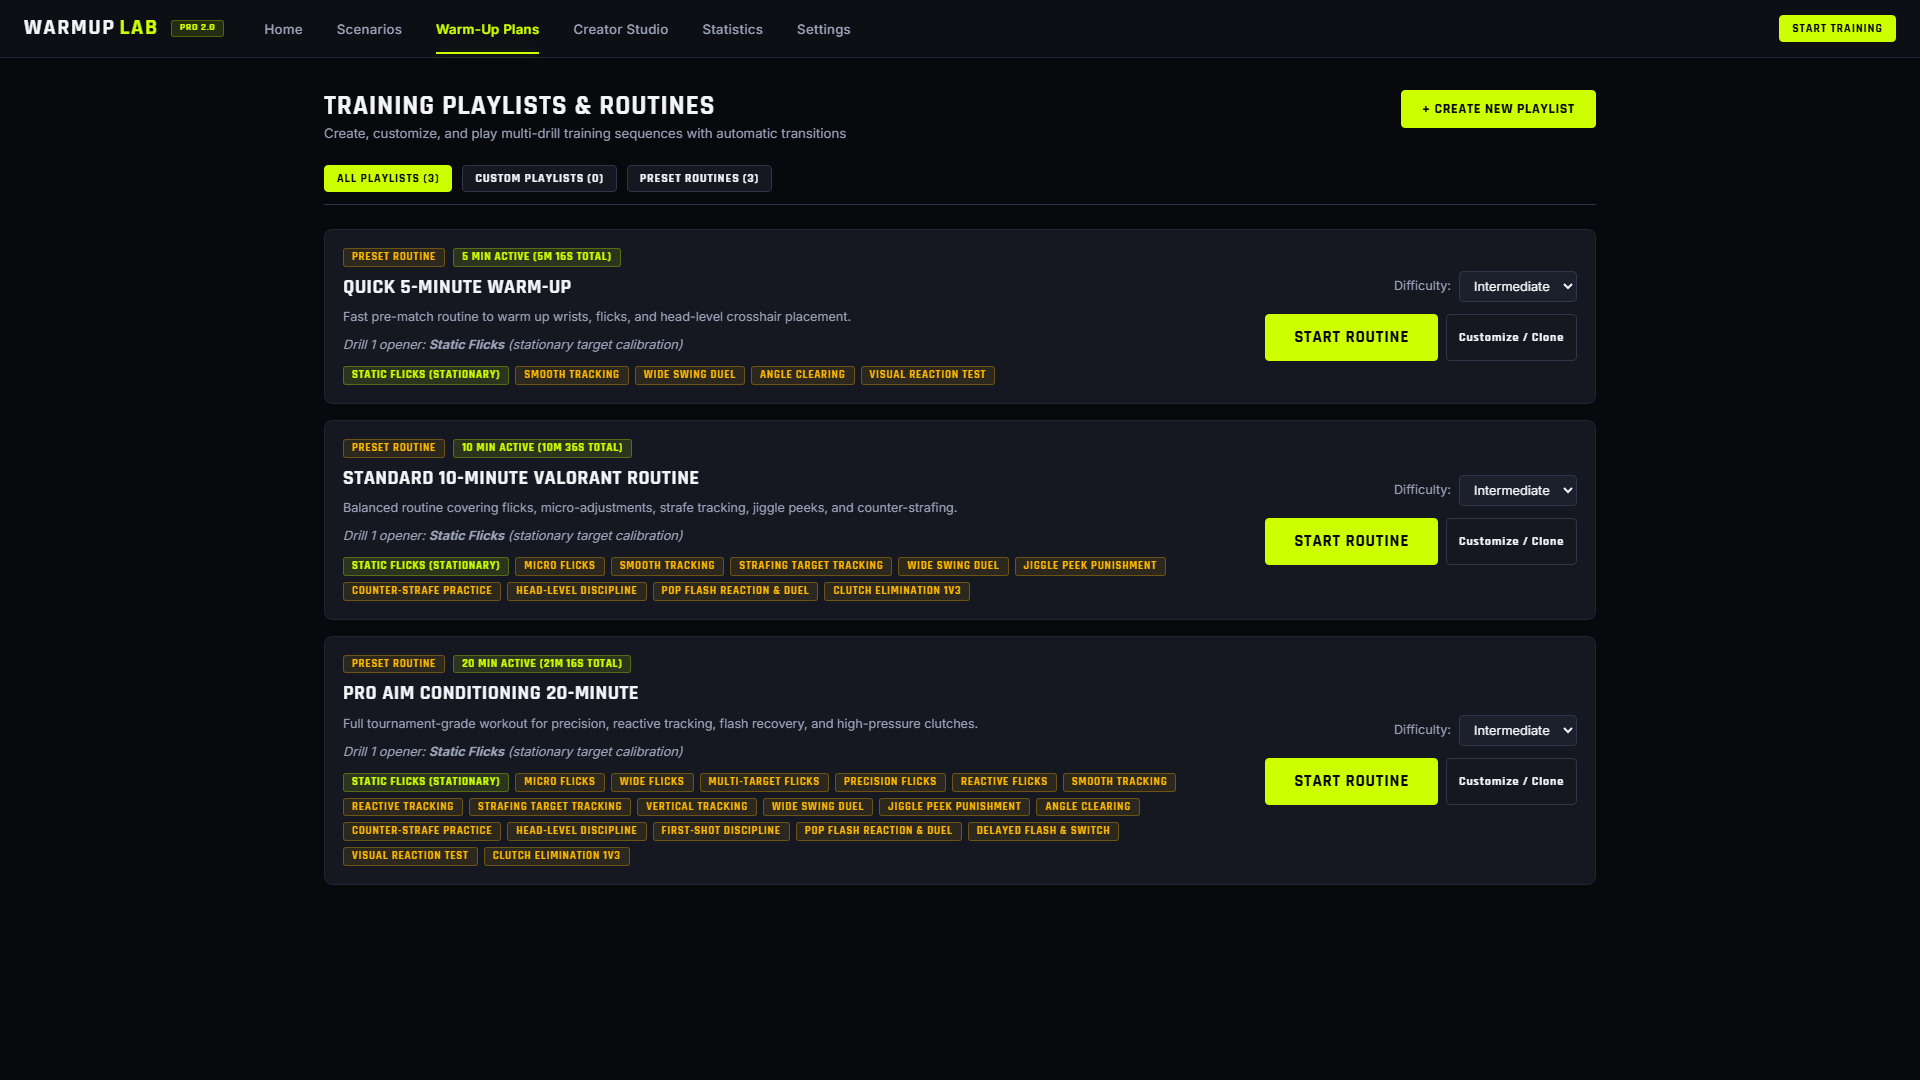 WARMUP LAB PRO 2.0 Home Scenarios Warm-Up Plans Creator Studio Statistics Settings START TRAINING
TRAINING PLAYLISTS & ROUTINES
+ CREATE NEW PLAYLIST
Create, customize, and play multi-drill training sequences with automatic transitions
ALL PLAYLISTS (3) CUSTOM PLAYLISTS (0) PRESET ROUTINES (3)
PRESET ROUTINE 5 MIN ACTIVE (5M 16S TOTAL)
QUICK 5-MINUTE WARM-UP
Fast pre-match routine to warm up wrists, flicks, and head-level crosshair placement.
Drill 1 opener: Static Flicks (stationary target calibration)
STATIC FLICKS (STATIONARY) SMOOTH TRACKING WIDE SWING DUEL ANGLE CLEARING VISUAL REACTION TEST
Difficulty: Intermediate
START ROUTINE Customize / Clone
PRESET ROUTINE 10 MIN ACTIVE (10M 36S TOTAL)
STANDARD 10-MINUTE VALORANT ROUTINE
Balanced routine covering flicks, micro-adjustments, strafe tracking, jiggle peeks, and counter-strafing.
Drill 1 opener: Static Flicks (stationary target calibration)
STATIC FLICKS (STATIONARY) MICRO FLICKS SMOOTH TRACKING STRAFING TARGET TRACKING WIDE SWING DUEL JIGGLE PEEK PUNISHMENT
COUNTER-STRAFE PRACTICE HEAD-LEVEL DISCIPLINE POP FLASH REACTION & DUEL CLUTCH ELIMINATION 1V3
Difficulty: Intermediate
START ROUTINE Customize / Clone
PRESET ROUTINE 20 MIN ACTIVE (21M 16S TOTAL)
PRO AIM CONDITIONING 20-MINUTE
Full tournament-grade workout for precision, reactive tracking, flash recovery, and high-pressure clutches.
Drill 1 opener: Static Flicks (stationary target calibration)
STATIC FLICKS (STATIONARY) MICRO FLICKS WIDE FLICKS MULTI-TARGET FLICKS PRECISION FLICKS REACTIVE FLICKS SMOOTH TRACKING
REACTIVE TRACKING STRAFING TARGET TRACKING VERTICAL TRACKING WIDE SWING DUEL JIGGLE PEEK PUNISHMENT ANGLE CLEARING
COUNTER-STRAFE PRACTICE HEAD-LEVEL DISCIPLINE FIRST-SHOT DISCIPLINE POP FLASH REACTION & DUEL DELAYED FLASH & SWITCH
VISUAL REACTION TEST CLUTCH ELIMINATION 1V3
Difficulty: Intermediate
START ROUTINE Customize / Clone